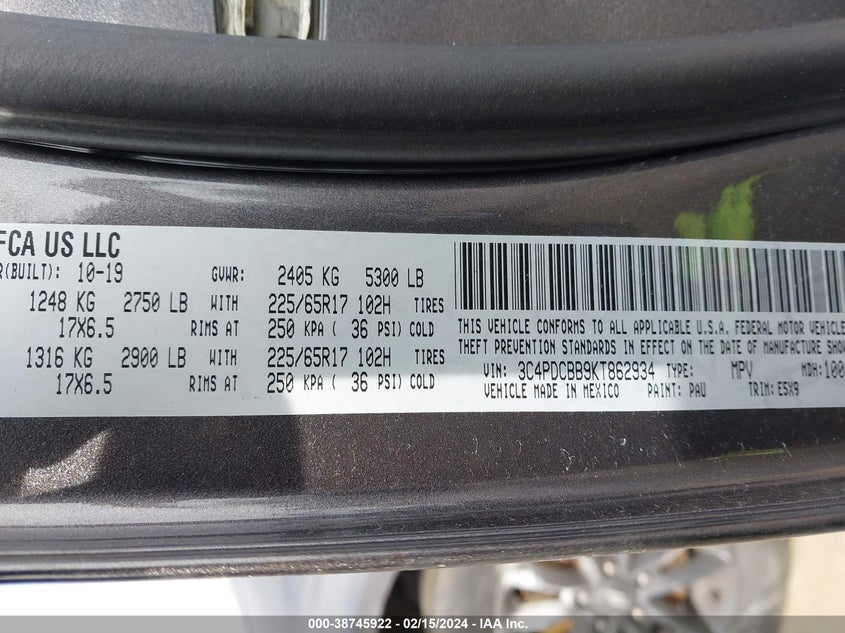 FCA US LLC
R(BUILT): 10-19 GVWR: 2405 KG 5300 LB
1248 KG 2750 LB WITH 225/65R17 102H TIRES
17X6.5 RIMS AT 250 KPA ( 36 PSI) COLD
1316 KG 2900 LB WITH 225/65R17 102H TIRES
17X6.5 RIMS AT 250 KPA ( 36 PSI) COLD
THIS VEHICLE CONFORMS TO ALL APPLICABLE U.S.A. FEDERAL MOTOR VEHICLE
THEFT PREVENTION STANDARDS IN EFFECT ON THE DATE OF MANUFACTURE SHOW
VIN: 3C4PDCBB9KT862934 TYPE: MPV MDH:100
VEHICLE MADE IN MEXICO PAINT: PAU TRIM: E5X9
000-38745922 - 02/15/2024 - IAA Inc.